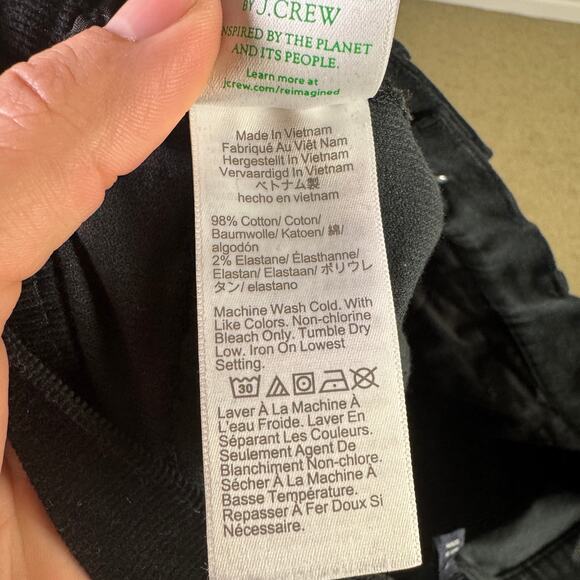 BY J.CREW
INSPIRED BY THE PLANET
AND ITS PEOPLE.
Learn more at
jcrew.com/reimagined
Made In Vietnam
Fabriqué Au Việt Nam
Hergestellt In Vietnam
Vervaardigd In Vietnam
ベトナム製
hecho en vietnam
98% Cotton/ Coton/
Baumwolle/ Katoen/ 綿/
algodón
2% Elastane/ Élasthanne/
Elastan/ Elastaan/ ポリウレ
タン/ elastano
Machine Wash Cold. With
Like Colors. Non-chlorine
Bleach Only. Tumble Dry
Low. Iron On Lowest
Setting.
30
Laver À La Machine À
L'eau Froide. Laver En
Séparant Les Couleurs.
Seulement Agent De
Blanchiment Non-chlore.
Sécher À La Machine À
Basse Température.
Repasser À Fer Doux Si
Nécessaire.